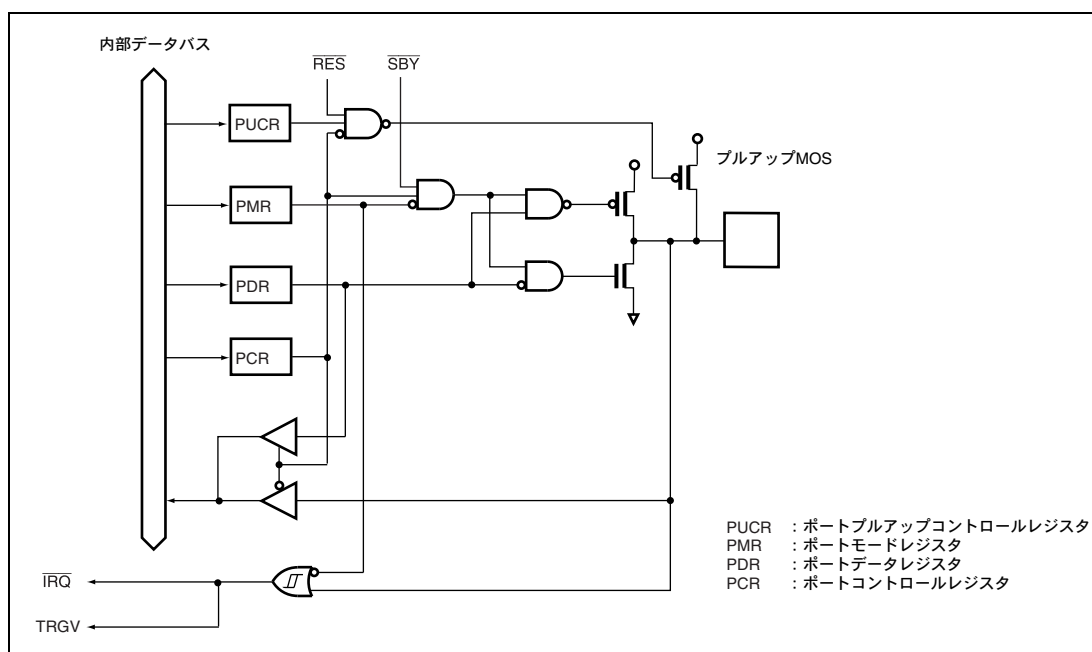 内部データバス
RES
SBY
PUCR
プルアップMOS
PMR
PDR
PCR
PUCR :ポートプルアップコントロールレジスタ
PMR :ポートモードレジスタ
PDR :ポートデータレジスタ
PCR :ポートコントロールレジスタ
IRQ
TRGV